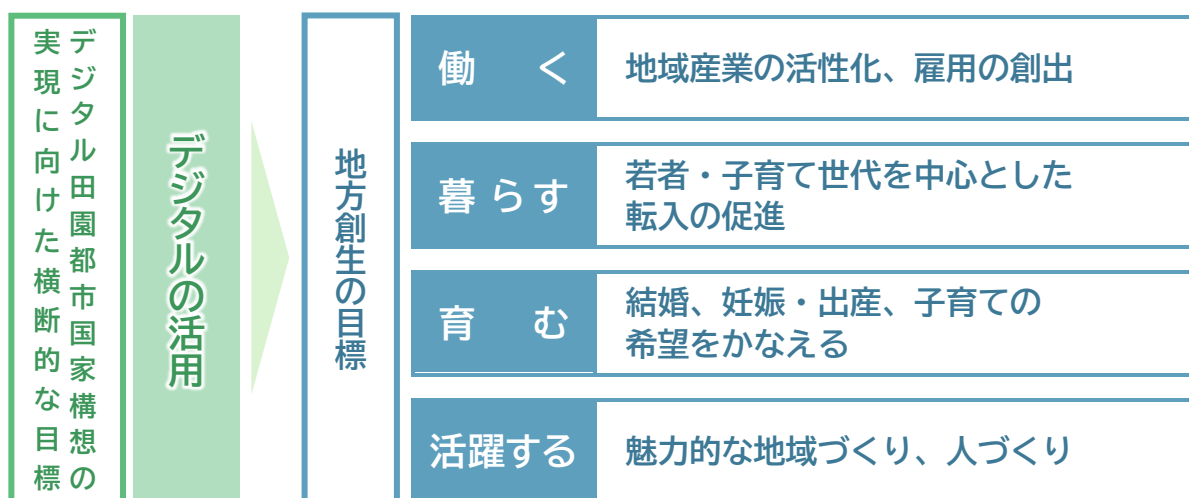 デジタル田園都市国家構想の
実現に向けた横断的な目標
デジタルの活用
地方創生の目標
働く
地域産業の活性化、雇用の創出
暮らす
若者・子育て世代を中心とした
転入の促進
育む
結婚、妊娠・出産、子育ての
希望をかなえる
活躍する
魅力的な地域づくり、人づくり